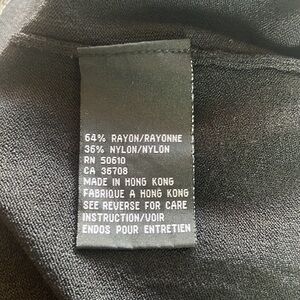 64% RAYON/RAYONNE
36% NYLON/NYLON
RN 50610
CA 36708
MADE IN HONG KONG
FABRIQUE A HONG KONG
SEE REVERSE FOR CARE
INSTRUCTION/VOIR
ENDOS POUR ENTRETIEN